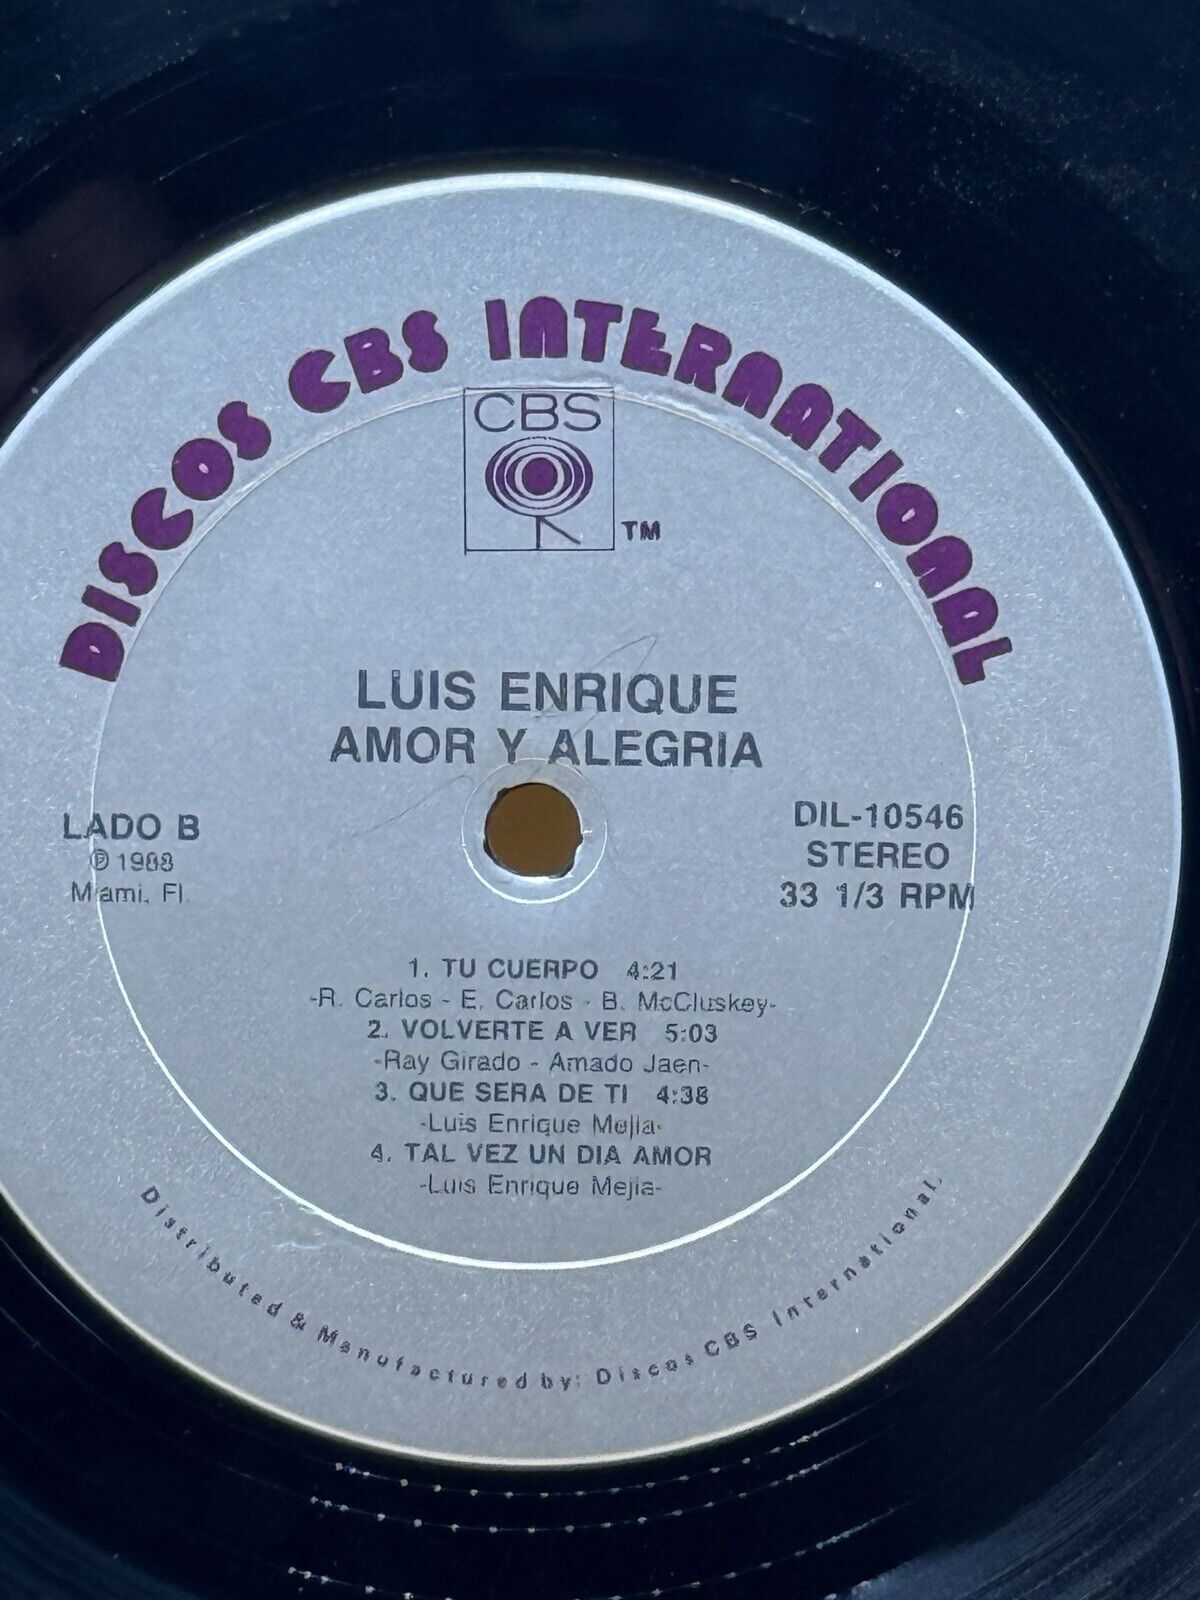 DISCOS CBS INTERNATIONAL
CBS
TM
LUIS ENRIQUE
AMOR Y ALEGRIA
LADO B
℗ 1988
Miami, Fl.
DIL-10546
STEREO
33 1/3 RPM
1. TU CUERPO 4:21
-R. Carlos - E. Carlos - B. McCluskey-
2. VOLVERTE A VER 5:03
-Ray Girado - Amado Jaen-
3. QUE SERA DE TI 4:38
-Luis Enrique Mejia-
4. TAL VEZ UN DIA AMOR
-Luis Enrique Mejia-
Distributed & Manufactured by: Discos CBS International.